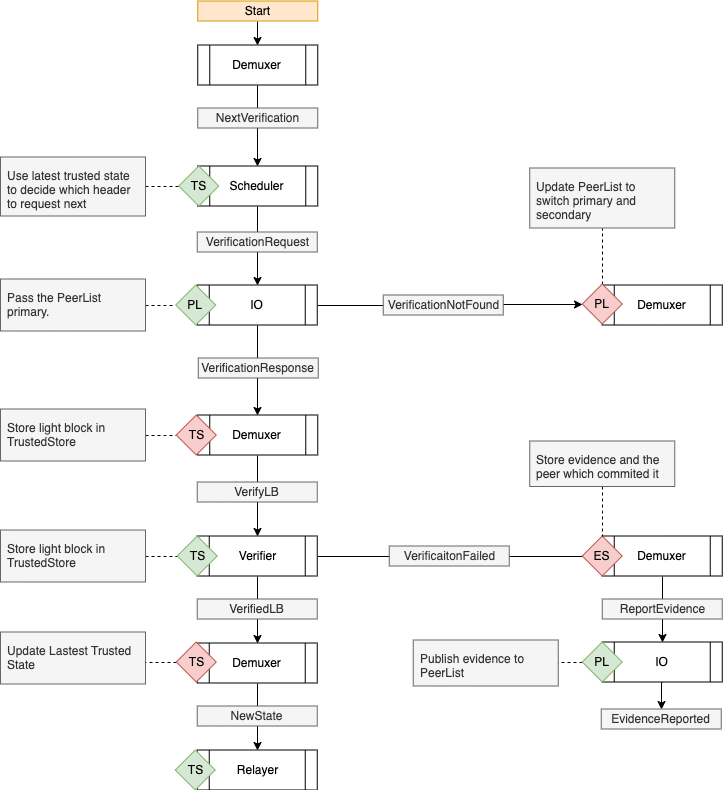 Start
Demuxer
NextVerification
Use latest trusted state
to decide which header
to request next
TS
Scheduler
Update PeerList to
switch primary and
secondary
VerificationRequest
Pass the PeerList
primary.
PL
IO
VerificationNotFound
PL
Demuxer
VerificationResponse
Store light block in
TrustedStore
TS
Demuxer
Store evidence and the
peer which commited it
VerifyLB
Store light block in
TrustedStore
TS
Verifier
VerificaitonFailed
ES
Demuxer
VerifiedLB
ReportEvidence
Update Lastest Trusted
State
TS
Demuxer
Publish evidence to
PeerList
PL
IO
NewState
EvidenceReported
TS
Relayer